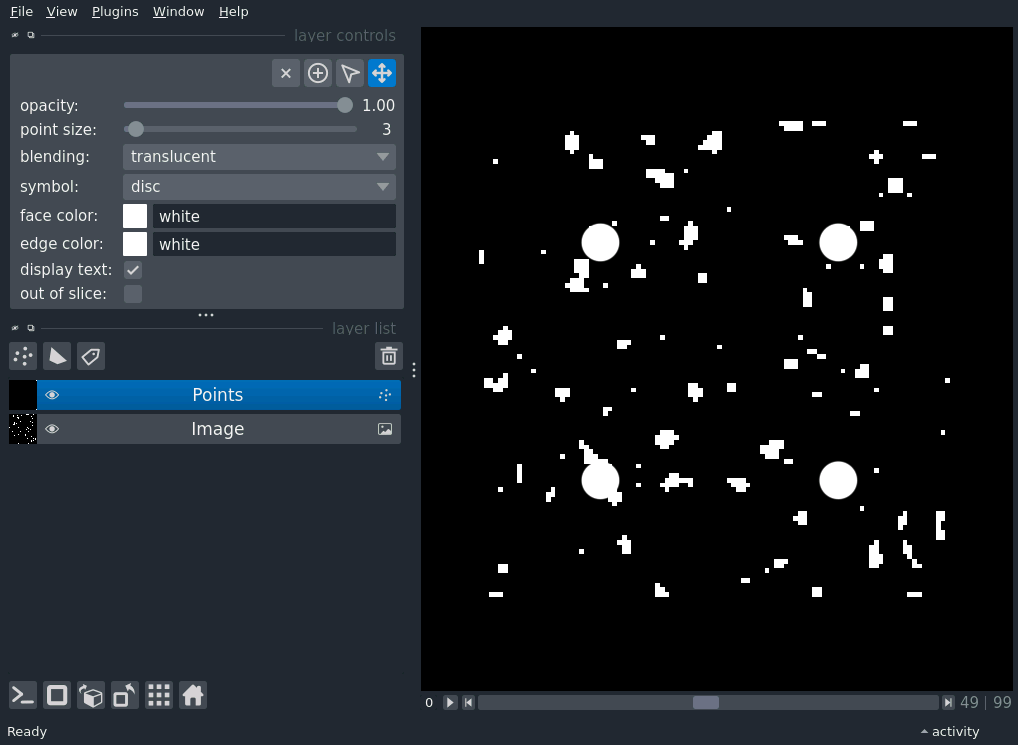 File View Plugins Window Help
layer controls
opacity: 1.00
point size: 3
blending: translucent
symbol: disc
face color: white
edge color: white
display text:
out of slice:
layer list
Points
Image
0 49 | 99
Ready activity